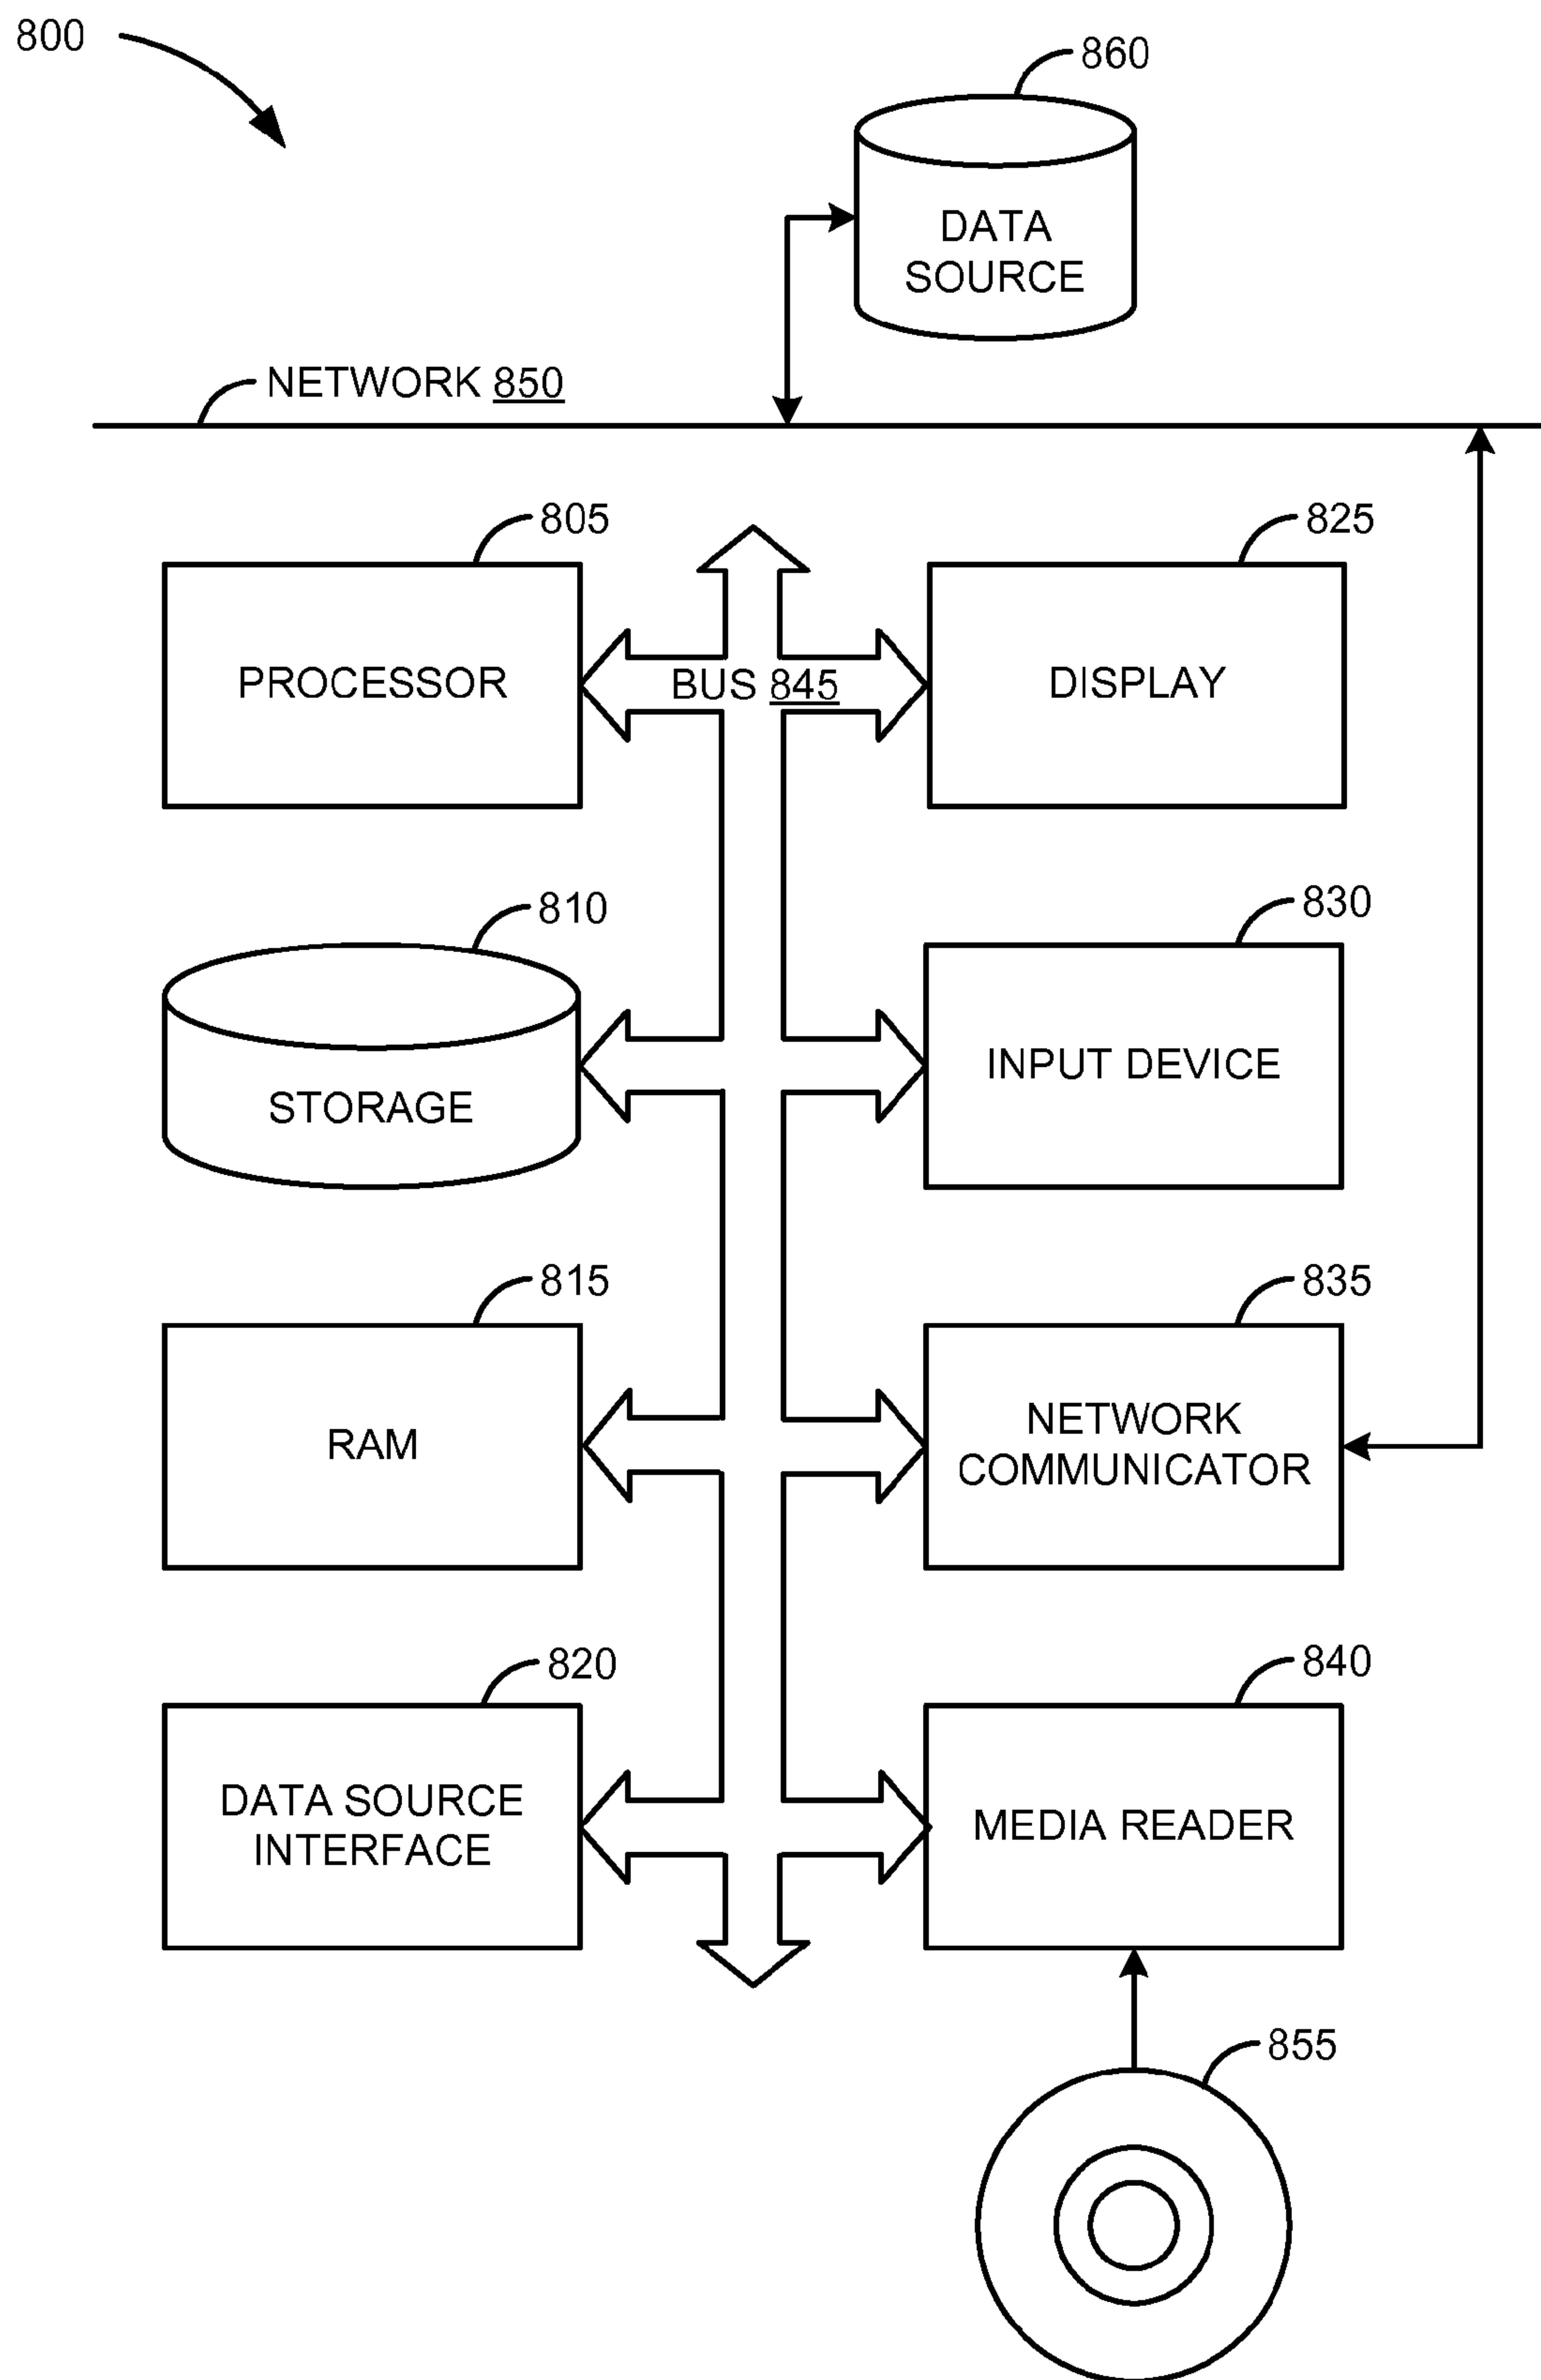 800
860
DATA
SOURCE
NETWORK 850
805
825
PROCESSOR
BUS 845
DISPLAY
810
830
STORAGE
INPUT DEVICE
815
835
RAM
NETWORK
COMMUNICATOR
820
840
DATA SOURCE
INTERFACE
MEDIA READER
855